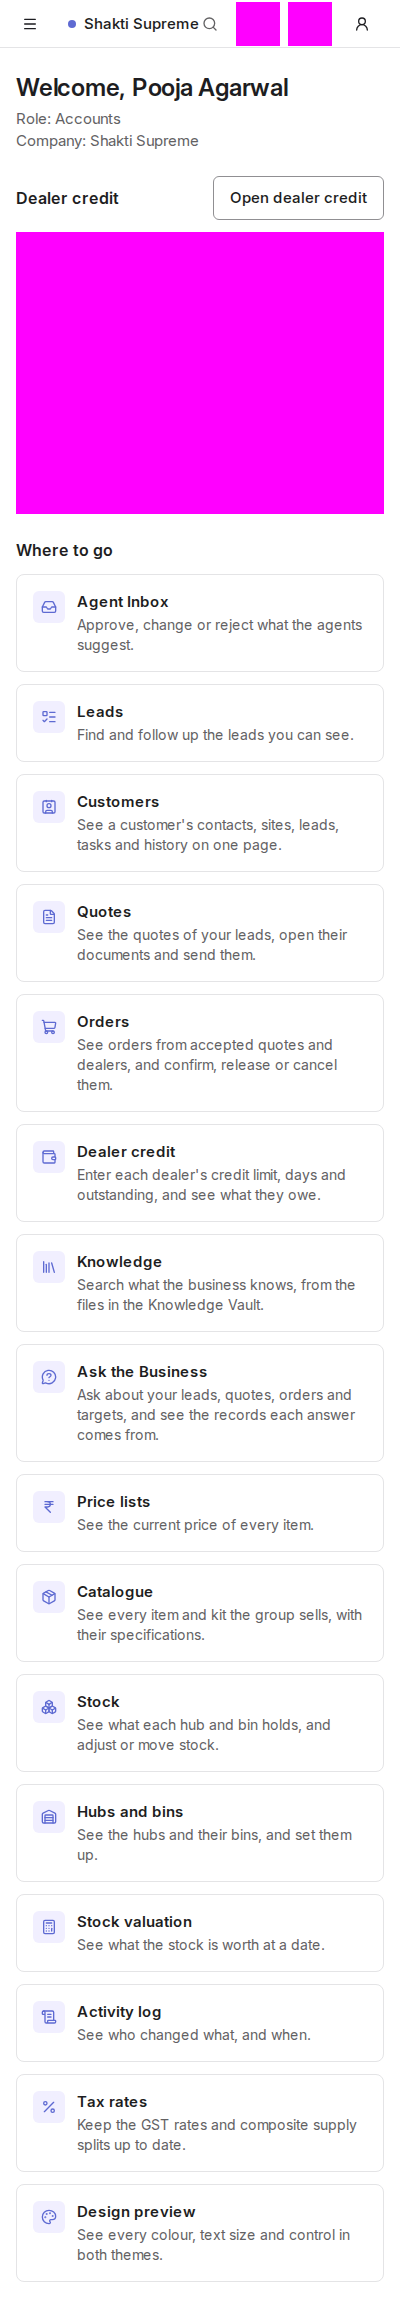 Shakti Supreme
Welcome, Pooja Agarwal
Role: Accounts
Company: Shakti Supreme
Dealer credit
Open dealer credit
Where to go
Agent Inbox
Approve, change or reject what the agents
suggest.
Leads
Find and follow up the leads you can see.
Customers
See a customer's contacts, sites, leads,
tasks and history on one page.
Quotes
See the quotes of your leads, open their
documents and send them.
Orders
See orders from accepted quotes and
dealers, and confirm, release or cancel
them.
Dealer credit
Enter each dealer's credit limit, days and
outstanding, and see what they owe.
Knowledge
Search what the business knows, from the
files in the Knowledge Vault.
Ask the Business
Ask about your leads, quotes, orders and
targets, and see the records each answer
comes from.
Price lists
See the current price of every item.
Catalogue
See every item and kit the group sells, with
their specifications.
Stock
See what each hub and bin holds, and
adjust or move stock.
Hubs and bins
See the hubs and their bins, and set them
up.
Stock valuation
See what the stock is worth at a date.
Activity log
See who changed what, and when.
Tax rates
Keep the GST rates and composite supply
splits up to date.
Design preview
See every colour, text size and control in
both themes.